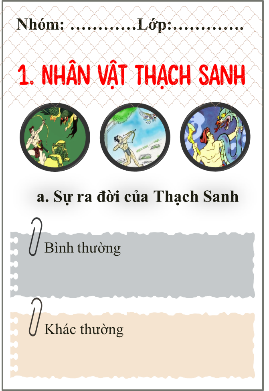 Nhóm: …………Lớp:………….
1. NHÂN VẬT THẠCH SANH
a. Sự ra đời của Thạch Sanh
Bình thường
Khác thường